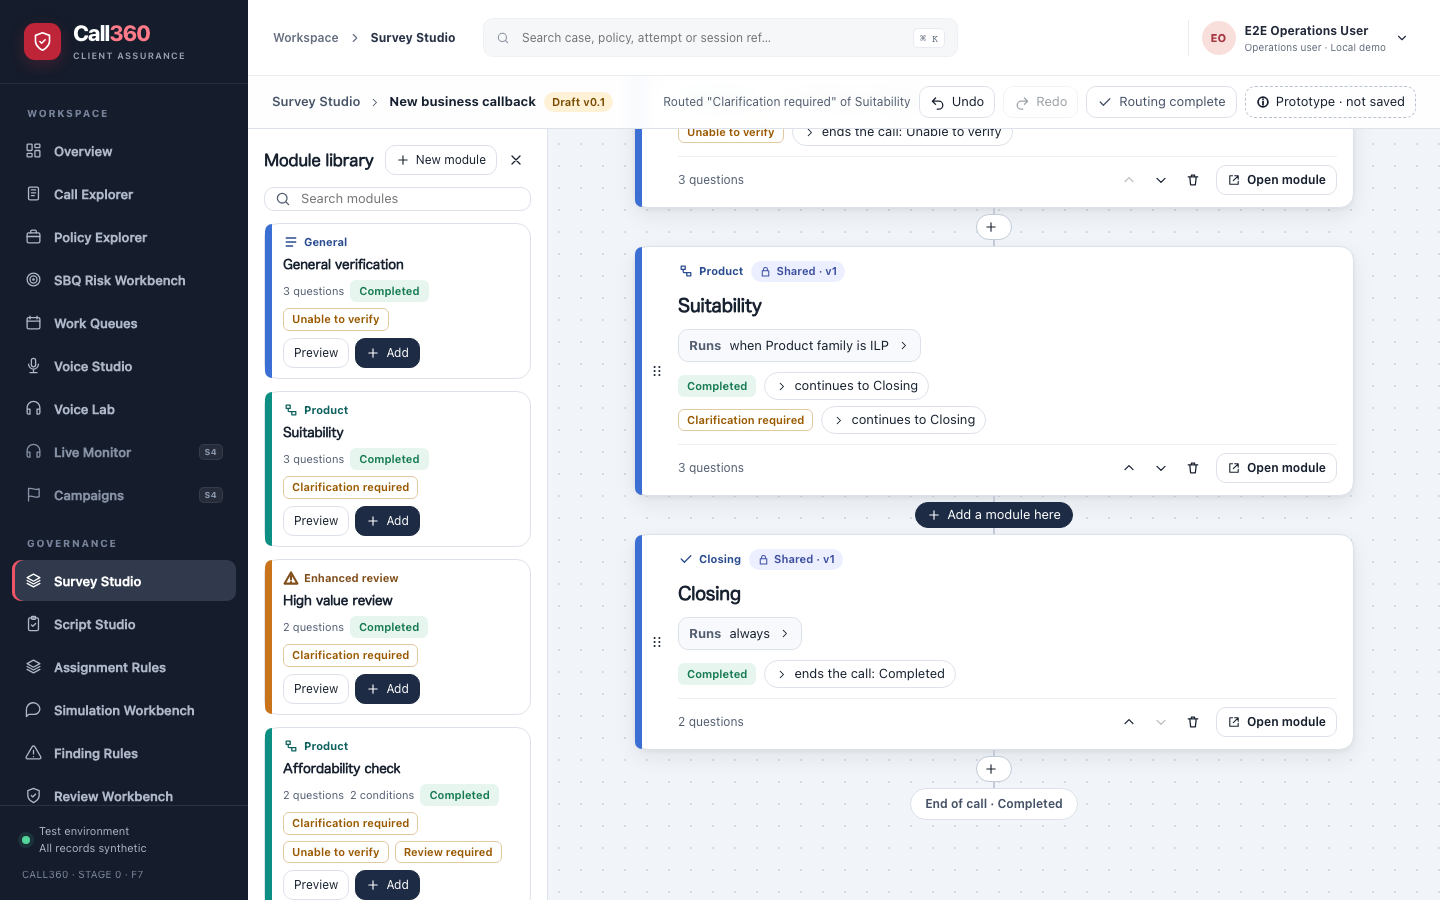 Call360
CLIENT ASSURANCE
WORKSPACE
Overview
Call Explorer
Policy Explorer
SBQ Risk Workbench
Work Queues
Voice Studio
Voice Lab
Live Monitor S4
Campaigns S4
GOVERNANCE
Survey Studio
Script Studio
Assignment Rules
Simulation Workbench
Finding Rules
Review Workbench
Test environment
All records synthetic
CALL360 · STAGE 0 · F7
Workspace > Survey Studio
Search case, policy, attempt or session ref...
⌘ K
EO
E2E Operations User
Operations user · Local demo
Survey Studio > New business callback Draft v0.1
Routed "Clarification required" of Suitability
Undo
Redo
Routing complete
Prototype · not saved
Module library
New module
Search modules
General
General verification
3 questions Completed
Unable to verify
Preview + Add
Product
Suitability
3 questions Completed
Clarification required
Preview + Add
Enhanced review
High value review
2 questions Completed
Clarification required
Preview + Add
Product
Affordability check
2 questions 2 conditions Completed
Clarification required
Unable to verify Review required
Preview + Add
Unable to verify > ends the call: Unable to verify
3 questions
Open module
+
Product Shared · v1
Suitability
Runs when Product family is ILP >
Completed > continues to Closing
Clarification required > continues to Closing
3 questions
Open module
+ Add a module here
Closing Shared · v1
Closing
Runs always >
Completed > ends the call: Completed
2 questions
Open module
+
End of call · Completed